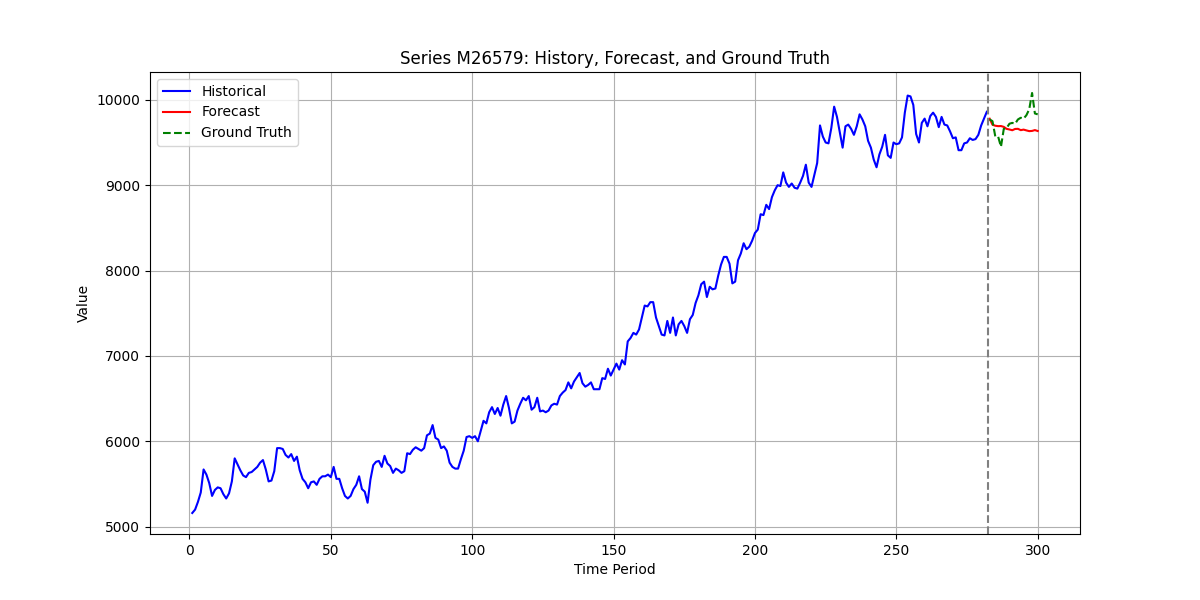 Series M26579: History, Forecast, and Ground Truth
Historical
Forecast
Ground Truth
10000
9000
8000
7000
6000
5000
Value
0 50 100 150 200 250 300
Time Period